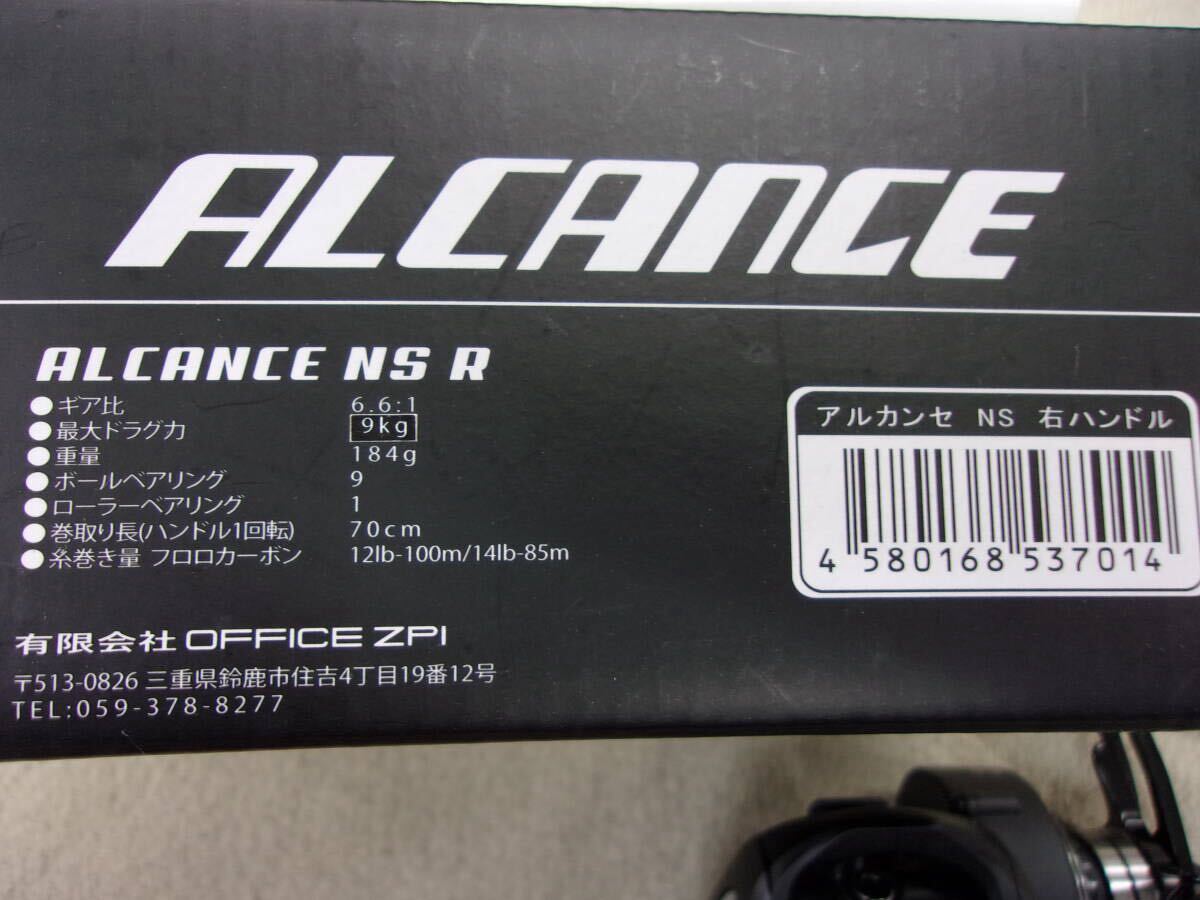 ALCANCE
ALCANCE NS R
●ギア比 6.6:1
●最大ドラグ力 9kg
●重量 184g
●ボールベアリング 9
●ローラーベアリング 1
●巻取り長(ハンドル1回転) 70cm
●糸巻き量 フロロカーボン 12lb-100m/14lb-85m
アルカンセ NS 右ハンドル
4 580168 537014
有限会社 OFFICE ZPI
〒513-0826 三重県鈴鹿市住吉4丁目19番12号
TEL:059-378-8277